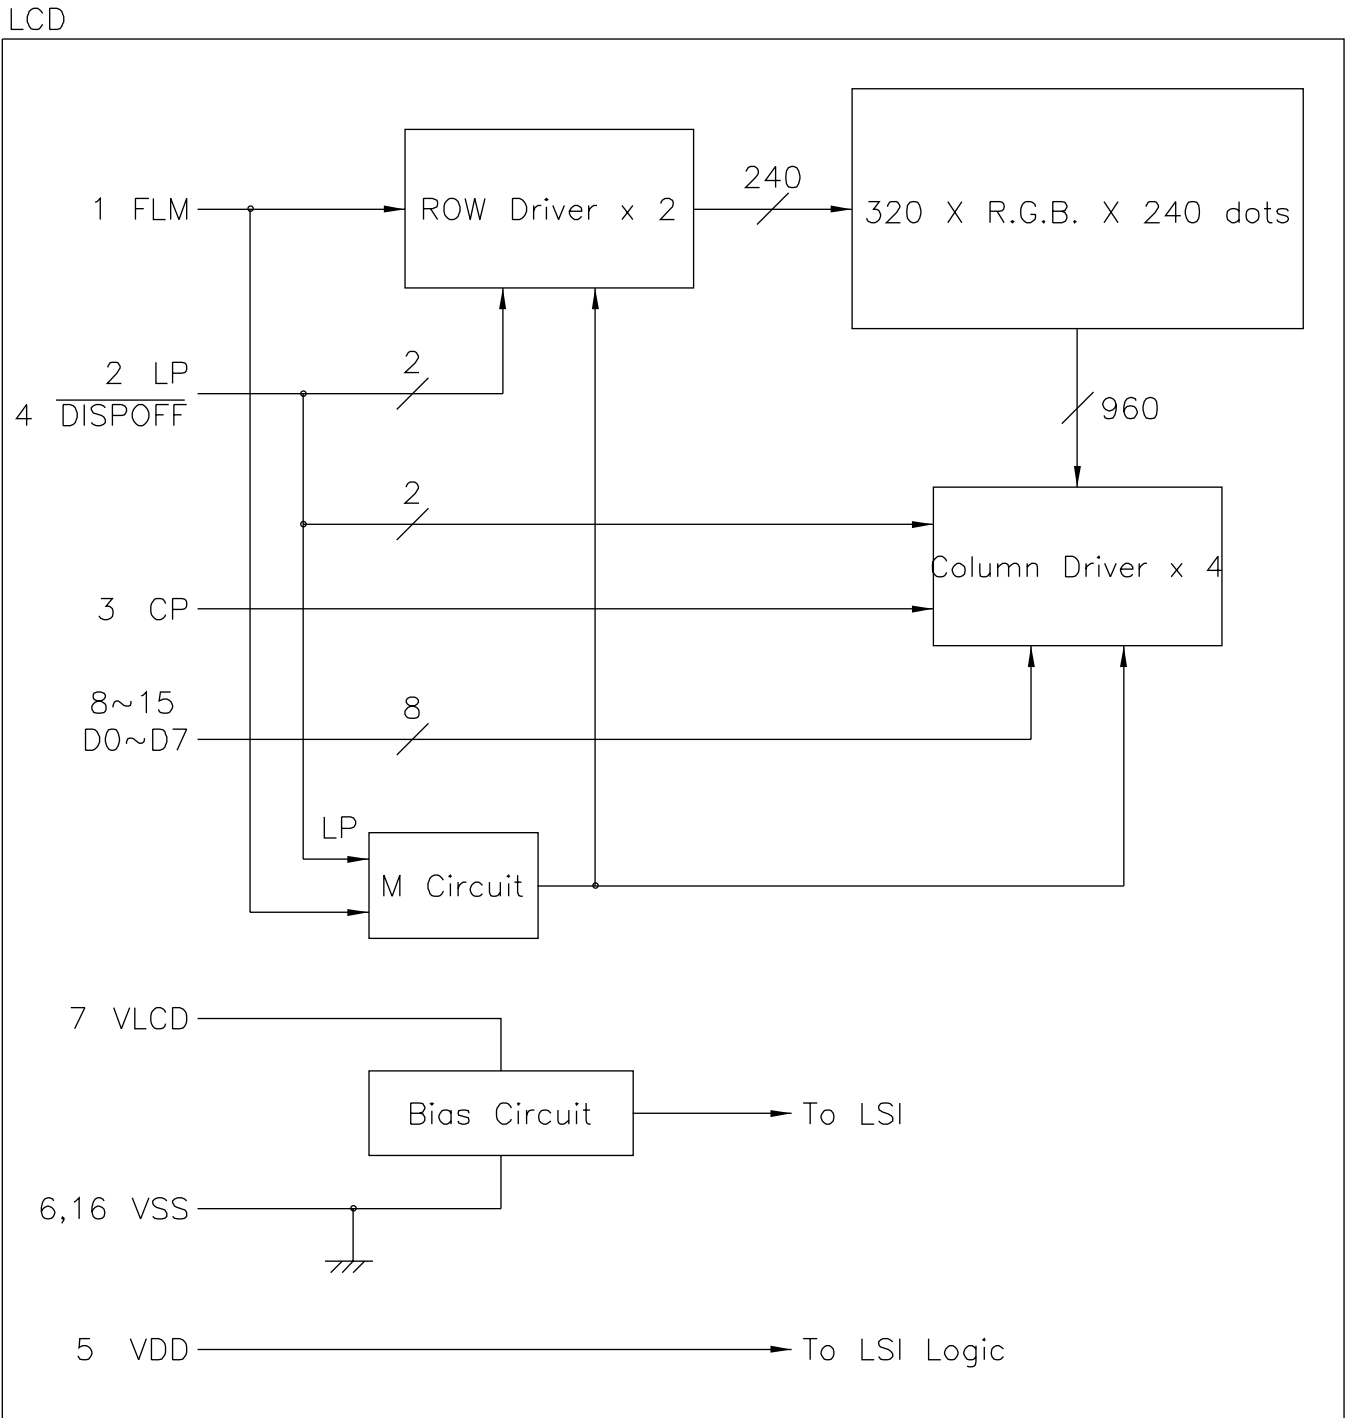 LCD
240
1 FLM
ROW Driver x 2
320 X R.G.B. X 240 dots
2 LP
2
4 DISPOFF
960
2
Column Driver x 4
3 CP
8~15
8
D0~D7
LP
M Circuit
7 VLCD
Bias Circuit
To LSI
6,16 VSS
5 VDD
To LSI Logic